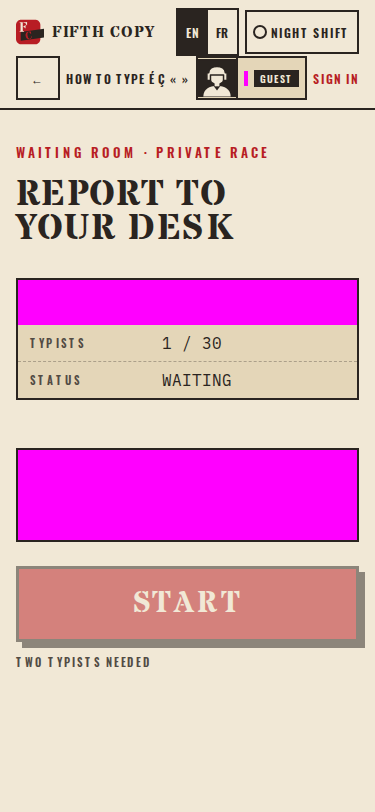 FIFTH COPY
EN FR
NIGHT SHIFT
← HOW TO TYPE É Ç « »
GUEST
SIGN IN
WAITING ROOM · PRIVATE RACE
REPORT TO
YOUR DESK
TYPISTS 1 / 30
STATUS WAITING
START
TWO TYPISTS NEEDED